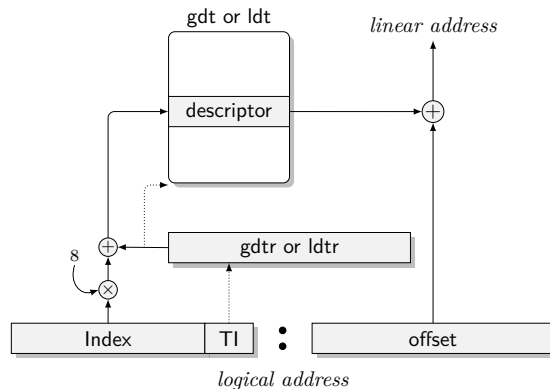 gdt or ldt
linear address
descriptor
+
+
gdtr or ldtr
8
×
Index TI : offset
logical address